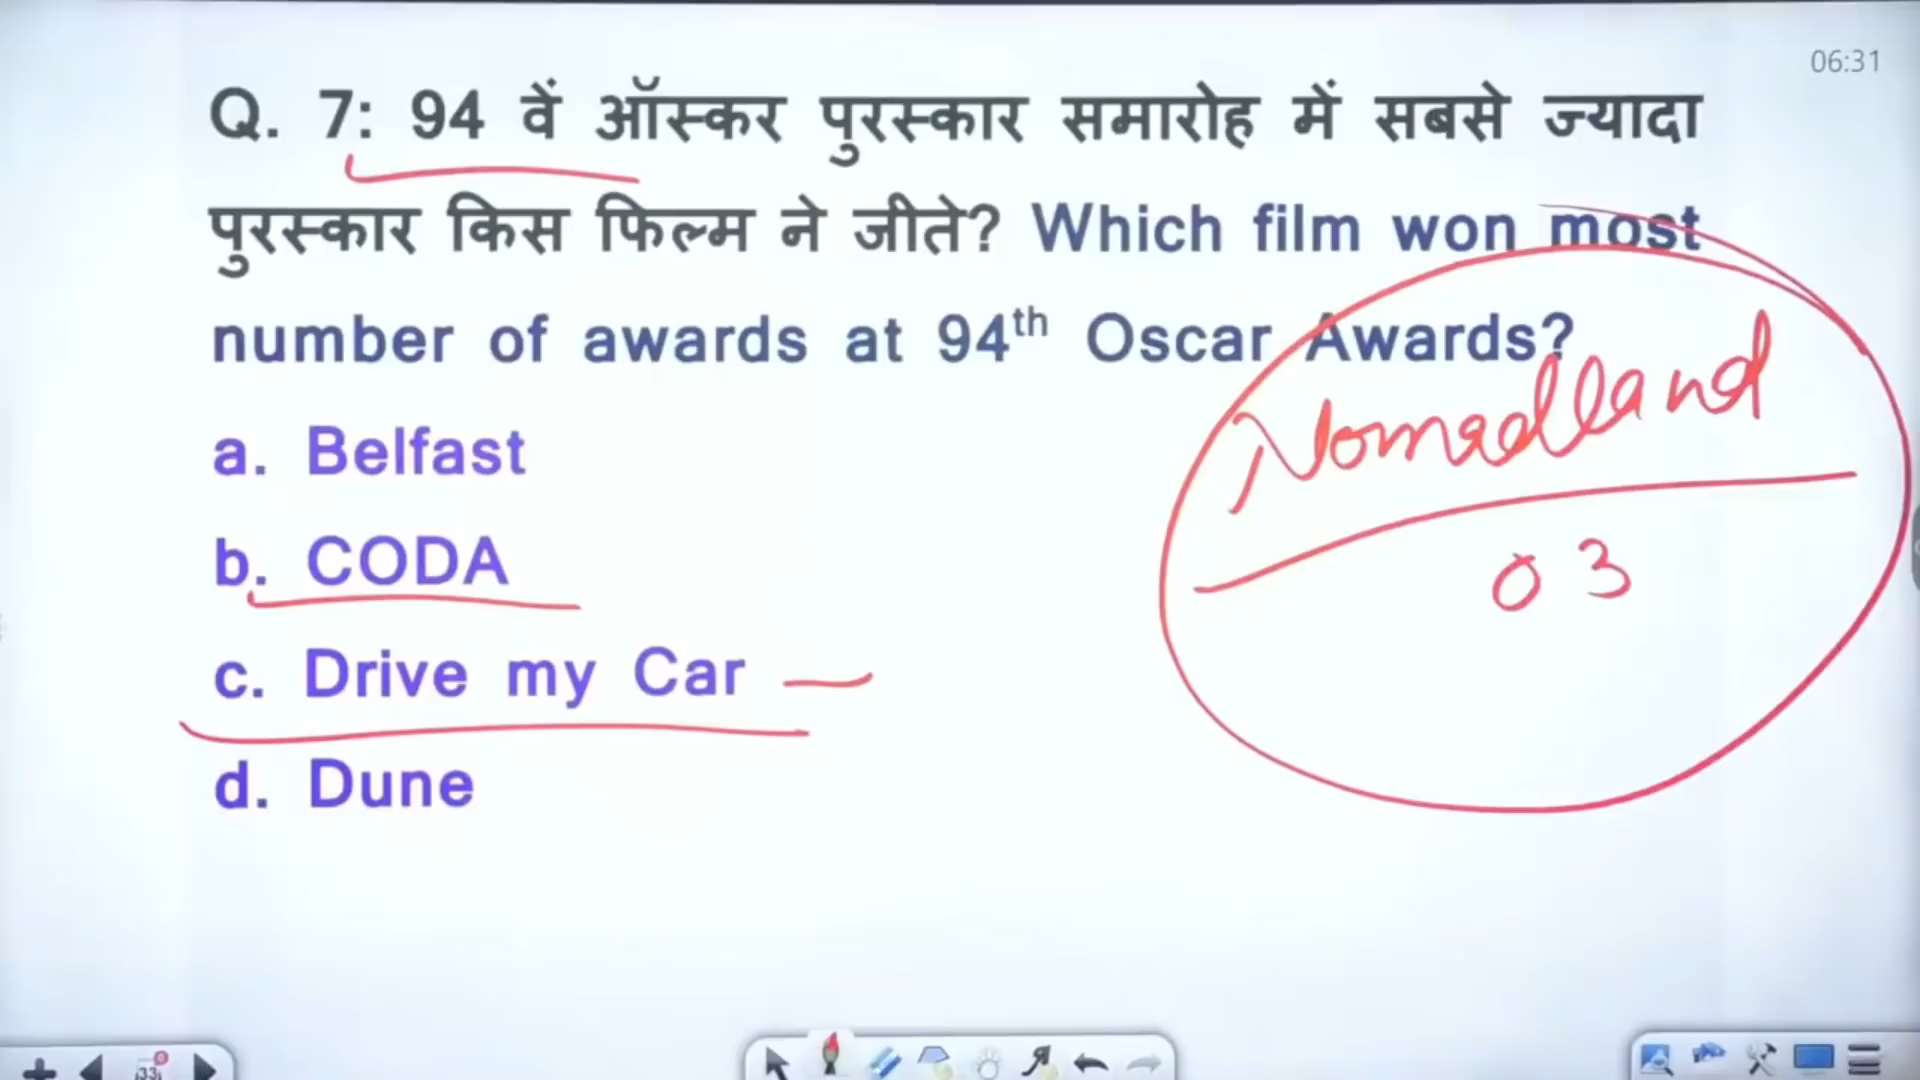 06:31
Q. 7: 94 वें ऑस्कर पुरस्कार समारोह में सबसे ज्यादा
पुरस्कार किस फिल्म ने जीते? Which film won most
number of awards at 94th Oscar Awards?
Nomadland
03
a. Belfast
b. CODA
c. Drive my Car
d. Dune
33